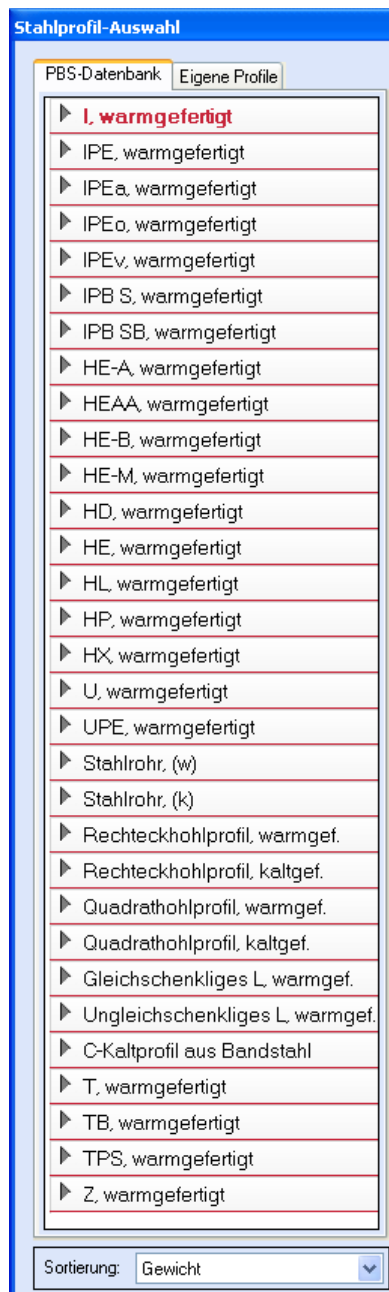 Stahlprofil-Auswahl
PBS-Datenbank Eigene Profile
I, warmgefertigt
IPE, warmgefertigt
IPEa, warmgefertigt
IPEo, warmgefertigt
IPEv, warmgefertigt
IPB S, warmgefertigt
IPB SB, warmgefertigt
HE-A, warmgefertigt
HEAA, warmgefertigt
HE-B, warmgefertigt
HE-M, warmgefertigt
HD, warmgefertigt
HE, warmgefertigt
HL, warmgefertigt
HP, warmgefertigt
HX, warmgefertigt
U, warmgefertigt
UPE, warmgefertigt
Stahlrohr, (w)
Stahlrohr, (k)
Rechteckhohlprofil, warmgef.
Rechteckhohlprofil, kaltgef.
Quadrathohlprofil, warmgef.
Quadrathohlprofil, kaltgef.
Gleichschenkliges L, warmgef.
Ungleichschenkliges L, warmgef.
C-Kaltprofil aus Bandstahl
T, warmgefertigt
TB, warmgefertigt
TPS, warmgefertigt
Z, warmgefertigt
Sortierung: Gewicht